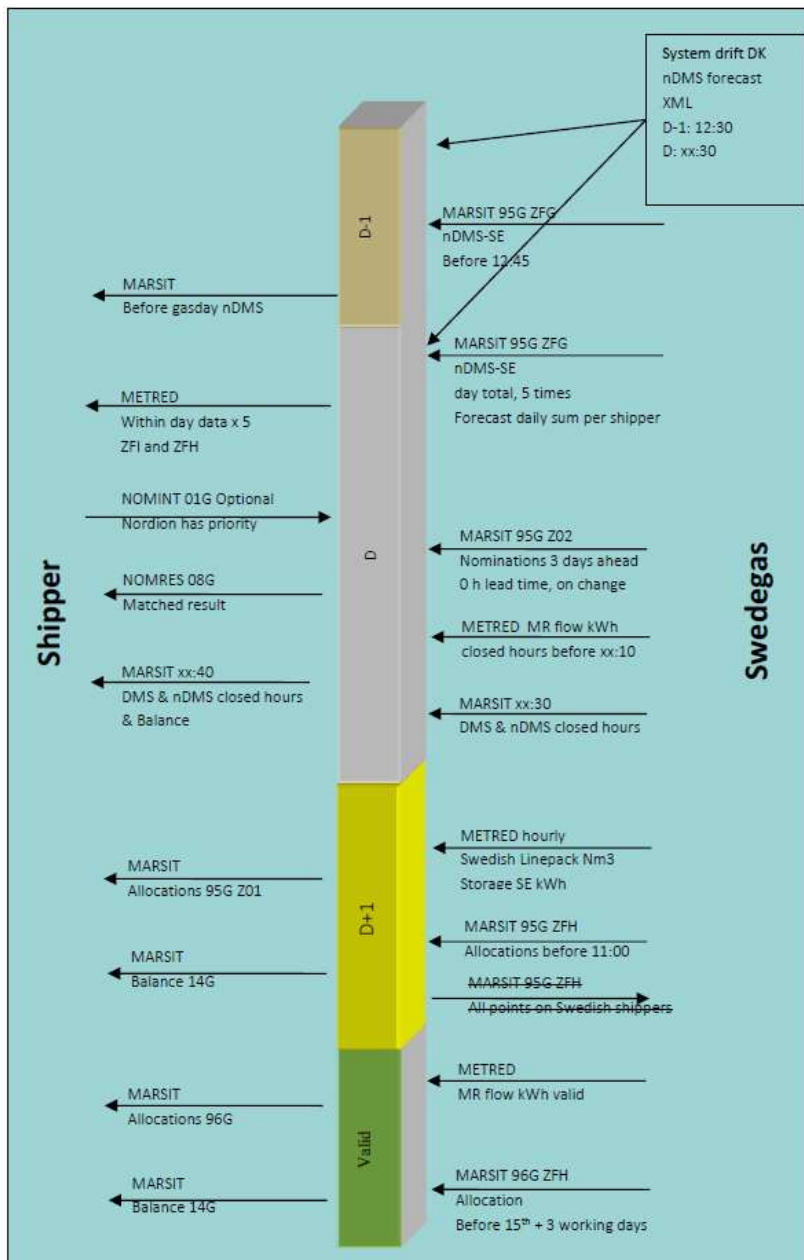 System drift DK
nDMS forecast
XML
D-1: 12:30
D: xx:30
D-1
MARSIT 95G ZFG
nDMS-SE
Before 12:45
MARSIT
Before gasday nDMS
MARSIT 95G ZFG
nDMS-SE
day total, 5 times
Forecast daily sum per shipper
METRED
Within day data x 5
ZFI and ZFH
NOMINT 01G Optional
Nordion has priority
D
MARSIT 95G Z02
Nominations 3 days ahead
0 h lead time, on change
NOMRES 08G
Matched result
Shipper
Swedegas
METRED MR flow kWh
closed hours before xx:10
MARSIT xx:40
DMS & nDMS closed hours
& Balance
MARSIT xx:30
DMS & nDMS closed hours
METRED hourly
Swedish Linepack Nm3
Storage SE kWh
MARSIT
Allocations 95G Z01
D+1
MARSIT 95G ZFH
Allocations before 11:00
MARSIT
Balance 14G
MARSIT 95G ZFH
All points on Swedish shippers
METRED
MR flow kWh valid
MARSIT
Allocations 96G
Valid
MARSIT 96G ZFH
Allocation
Before 15th + 3 working days
MARSIT
Balance 14G